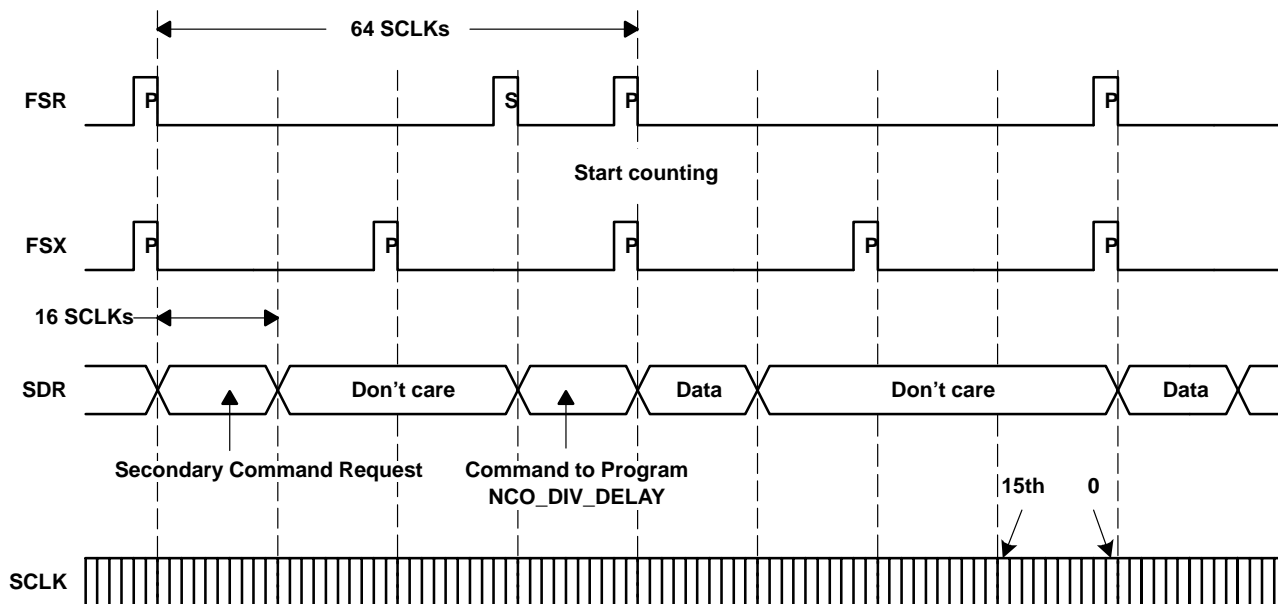 64 SCLKs
FSR
P
S
P
P
Start counting
FSX
P
P
P
P
P
16 SCLKs
SDR
Don't care
Data
Don't care
Data
Secondary Command Request
Command to Program
NCO_DIV_DELAY
15th
0
SCLK